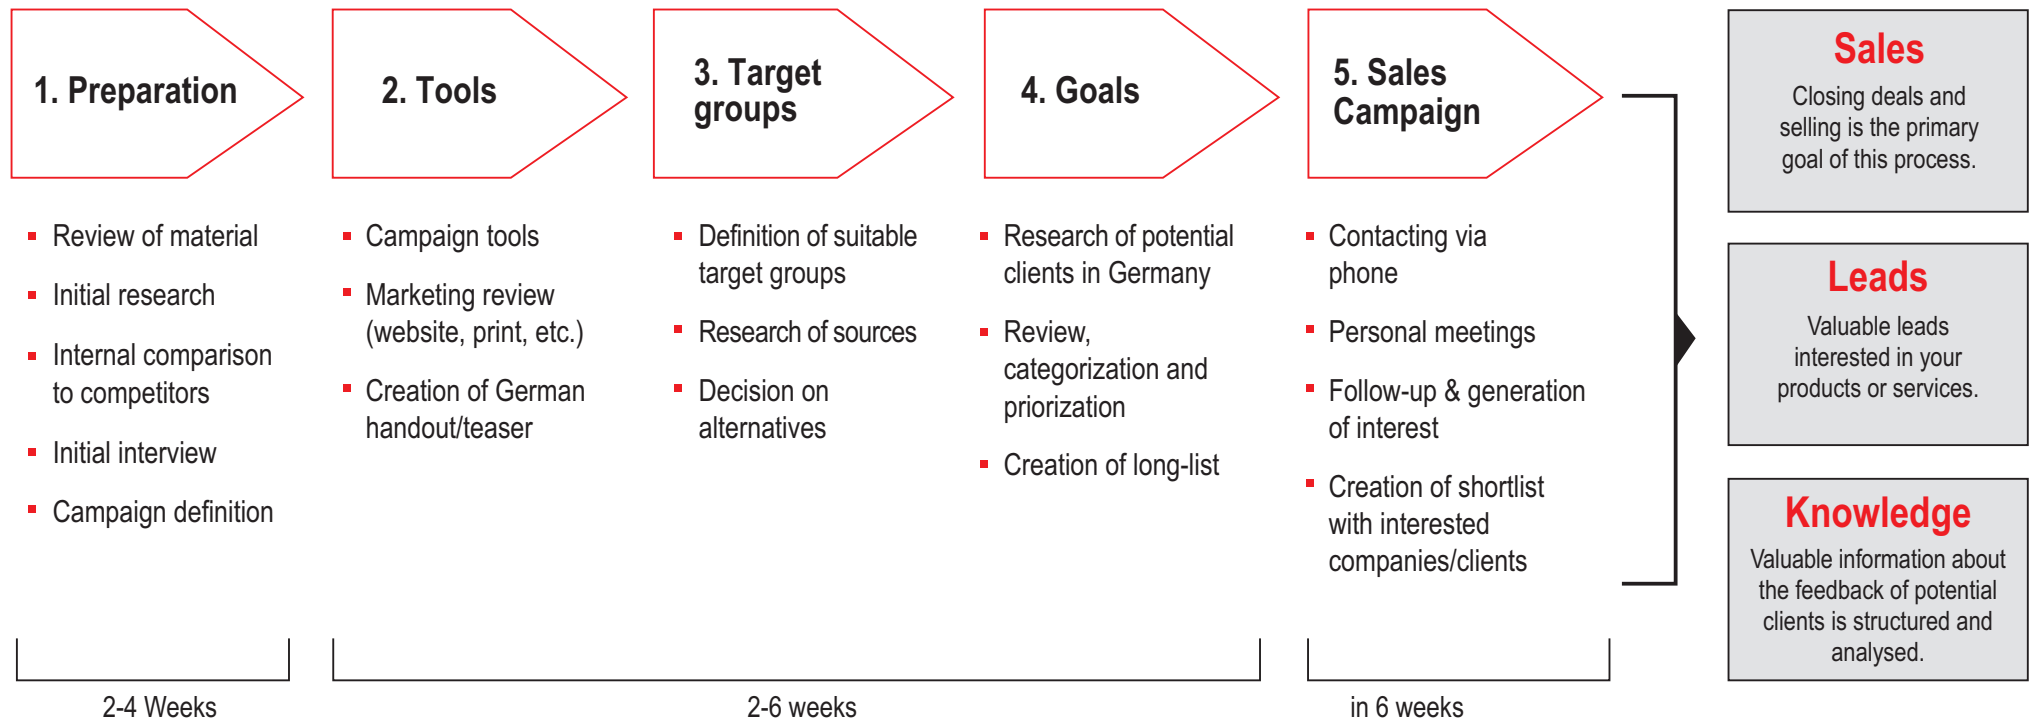 1. Preparation
Review of material
Initial research
Internal comparison
to competitors
Initial interview
Campaign definition
2-4 Weeks
2. Tools
Campaign tools
Marketing review
(website, print, etc.)
Creation of German
handout/teaser
3. Target
groups
Definition of suitable
target groups
Research of sources
Decision on
alternatives
4. Goals
Research of potential
clients in Germany
Review,
categorization and
priorization
Creation of long-list
2-6 weeks
5. Sales
Campaign
Contacting via
phone
Personal meetings
Follow-up & generation
of interest
Creation of shortlist
with interested
companies/clients
in 6 weeks
Sales
Closing deals and
selling is the primary
goal of this process.
Leads
Valuable leads
interested in your
products or services.
Knowledge
Valuable information about
the feedback of potential
clients is structured and
analysed.